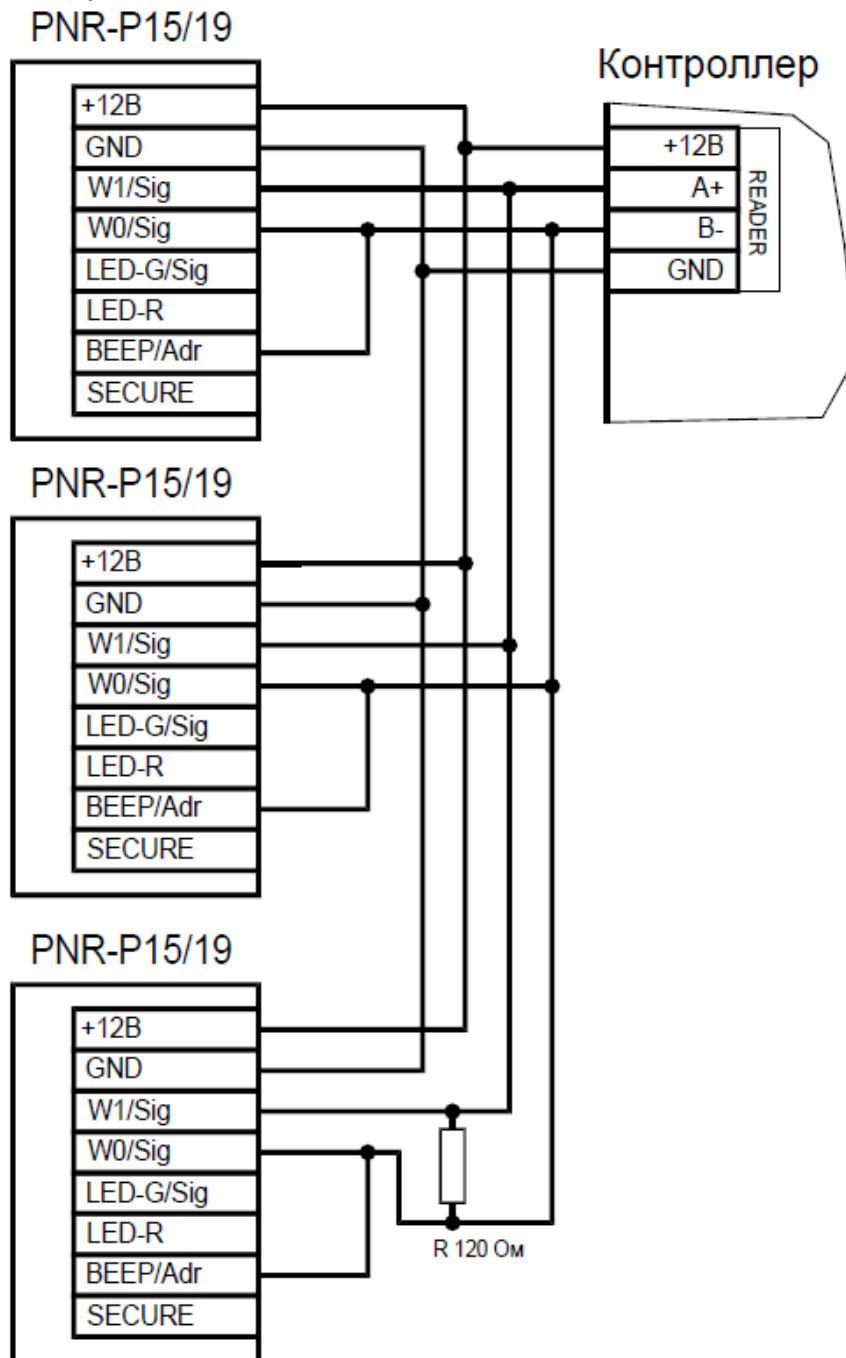 PNR-P15/19
+12В
GND
W1/Sig
W0/Sig
LED-G/Sig
LED-R
BEEP/Adr
SECURE
Контроллер
+12В
A+
B-
GND
READER
PNR-P15/19
+12В
GND
W1/Sig
W0/Sig
LED-G/Sig
LED-R
BEEP/Adr
SECURE
PNR-P15/19
+12В
GND
W1/Sig
W0/Sig
LED-G/Sig
LED-R
BEEP/Adr
SECURE
R 120 Ом